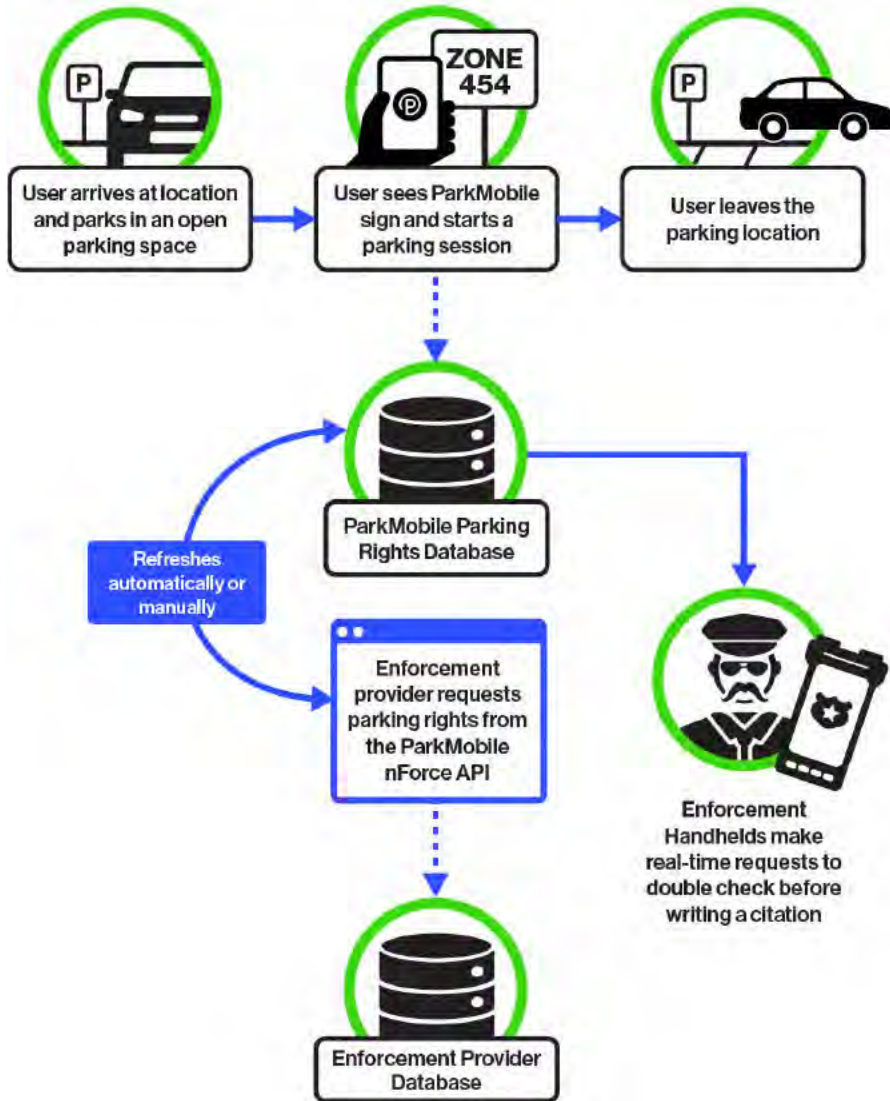 P
ZONE
454
P
P
User arrives at location
and parks in an open
parking space
User sees ParkMobile
sign and starts a
parking session
User leaves the
parking location
ParkMobile Parking
Rights Database
Refreshes
automatically or
manually
Enforcement
provider requests
parking rights from
the ParkMobile
nForce API
Enforcement
Handhelds make
real-time requests to
double check before
writing a citation
Enforcement Provider
Database